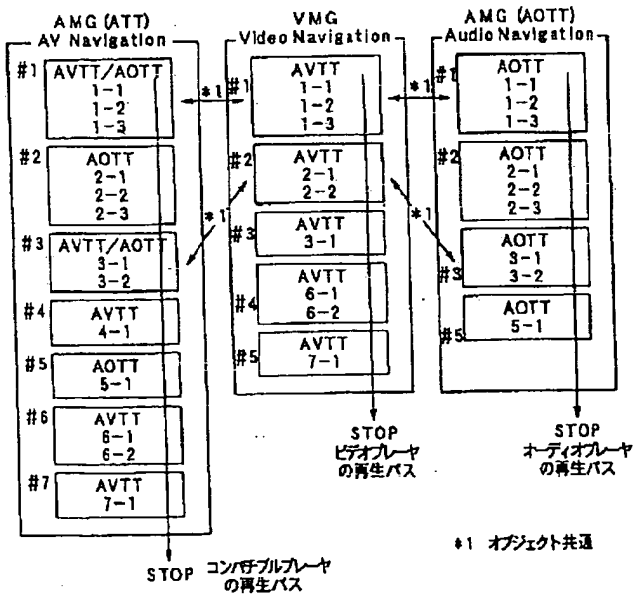 AMG (ATT)
AV Navigation
#1
AVTT/AOTT
1-1
1-2
1-3
#2
AOTT
2-1
2-2
2-3
#3
AVTT/AOTT
3-1
3-2
#4
AVTT
4-1
#5
AOTT
5-1
#6
AVTT
6-1
6-2
#7
AVTT
7-1
STOP
コンパチブルプレーヤ
の再生パス
*1
*1
VMG
Video Navigation
#1
AVTT
1-1
1-2
1-3
#2
AVTT
2-1
2-2
#3
AVTT
3-1
#4
AVTT
6-1
6-2
#5
AVTT
7-1
STOP
ビデオプレーヤ
の再生パス
*1
*1
AMG (AOTT)
Audio Navigation
#1
AOTT
1-1
1-2
1-3
#2
AOTT
2-1
2-2
2-3
#3
AOTT
3-1
3-2
#5
AOTT
5-1
STOP
オーディオプレーヤ
の再生パス
*1 オブジェクト共通